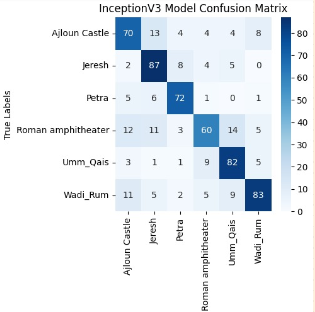 InceptionV3 Model Confusion Matrix
Ajloun Castle 70 13 4 4 4 8
Jeresh 2 87 8 4 5 0
Petra 5 6 72 1 0 1
Roman amphitheater 12 11 3 60 14 5
Umm_Qais 3 1 1 9 82 5
Wadi_Rum 11 5 2 5 9 83
True Labels
Ajloun Castle
Jeresh
Petra
Roman amphitheater
Umm_Qais
Wadi_Rum
80
70
60
50
40
30
20
10
0